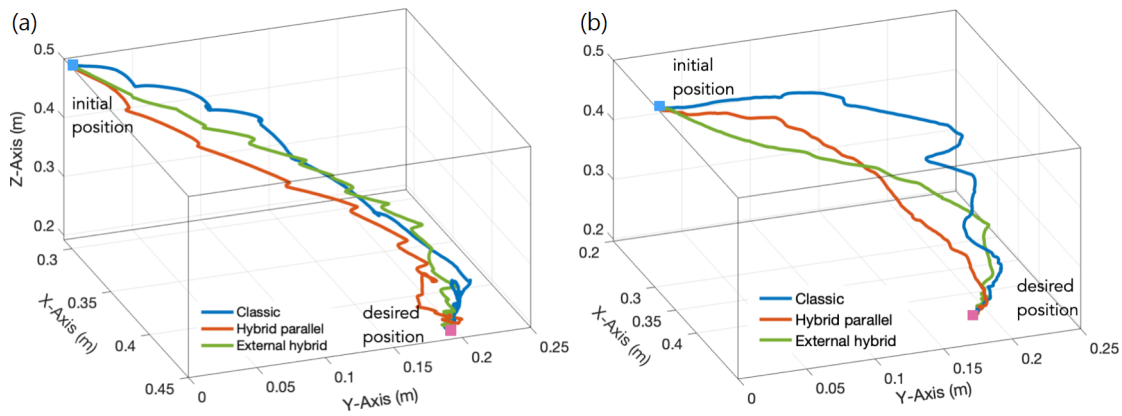 (a)
0.5
0.4
0.3
0.2
Z-Axis (m)
initial
position
0.3
0.35
0.4
0.45
X-Axis (m)
Classic
Hybrid parallel
External hybrid
desired
position
0
0.05
0.1
0.15
0.2
0.25
Y-Axis (m)
(b)
0.5
0.4
0.3
0.2
initial
position
0.2
0.3
0.35
0.4
X-Axis (m)
Classic
Hybrid parallel
External hybrid
desired
position
0
0.05
0.1
0.15
0.2
0.25
Y-Axis (m)